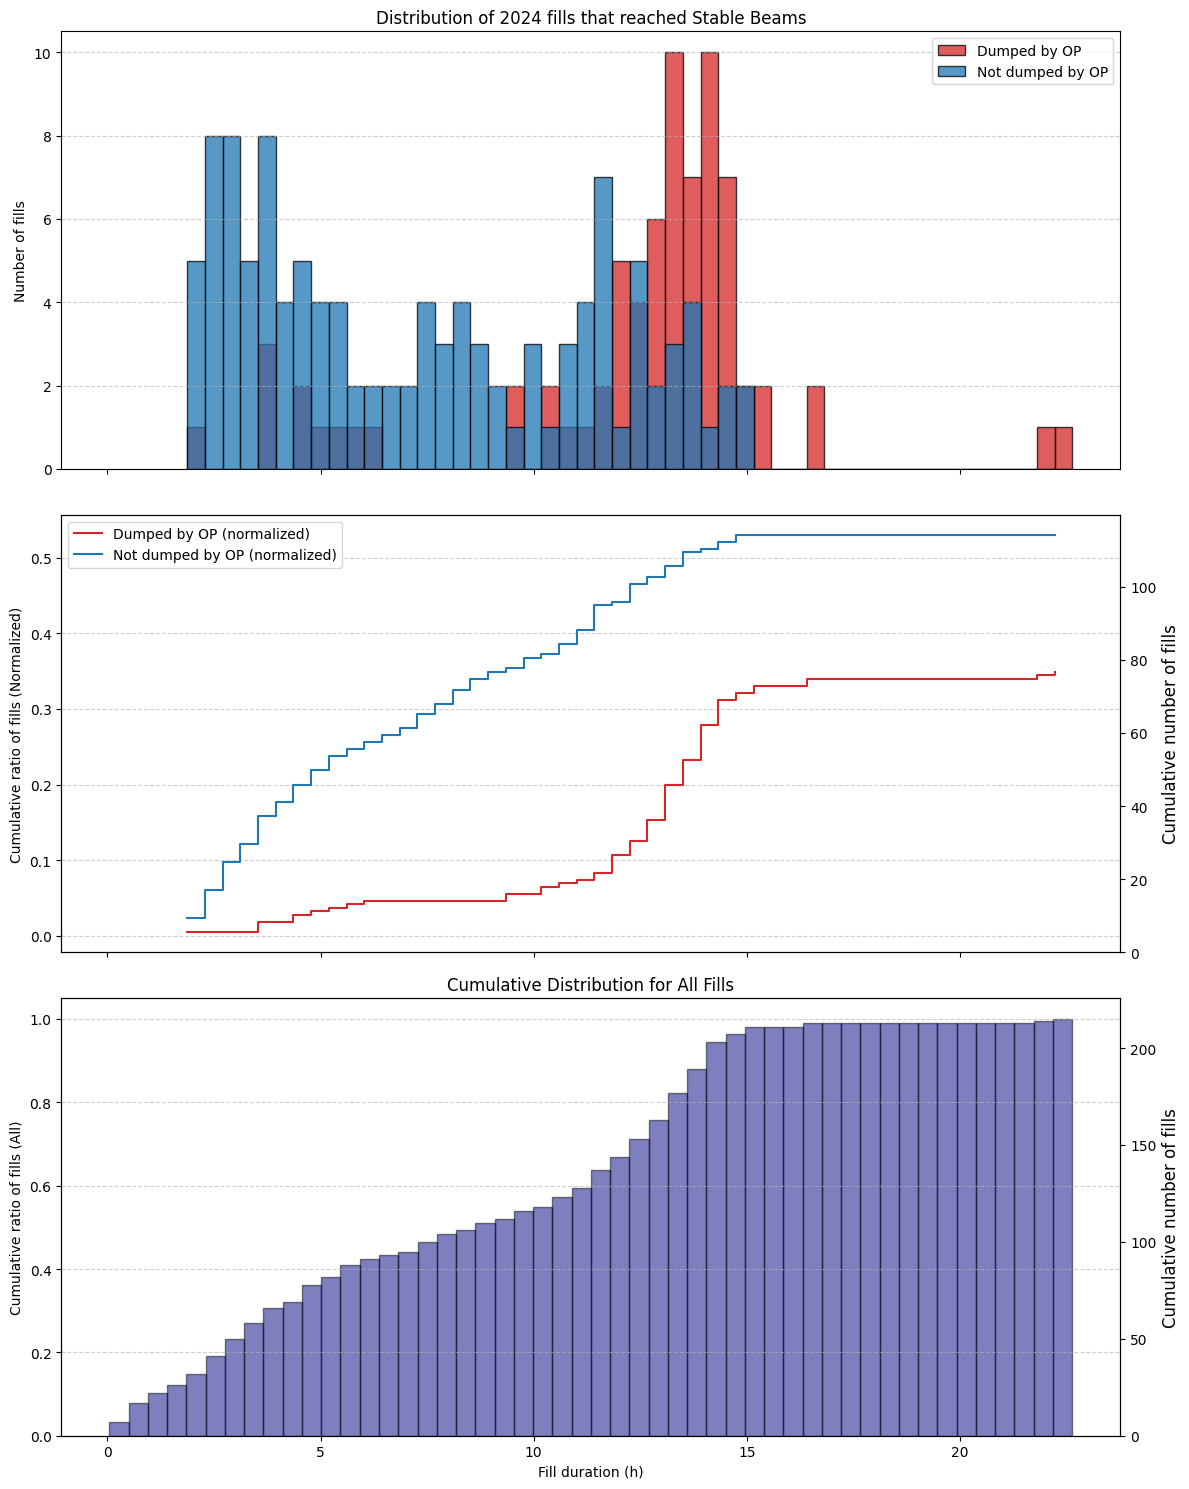 Distribution of 2024 fills that reached Stable Beams
Dumped by OP
Not dumped by OP
Number of fills
10
8
6
4
2
0
Dumped by OP (normalized)
Not dumped by OP (normalized)
Cumulative ratio of fills (Normalized)
0.5
0.4
0.3
0.2
0.1
0.0
100
80
60
40
20
0
Cumulative number of fills
Cumulative Distribution for All Fills
Cumulative ratio of fills (All)
1.0
0.8
0.6
0.4
0.2
0.0
200
150
100
50
0
Cumulative number of fills
0 5 10 15 20
Fill duration (h)